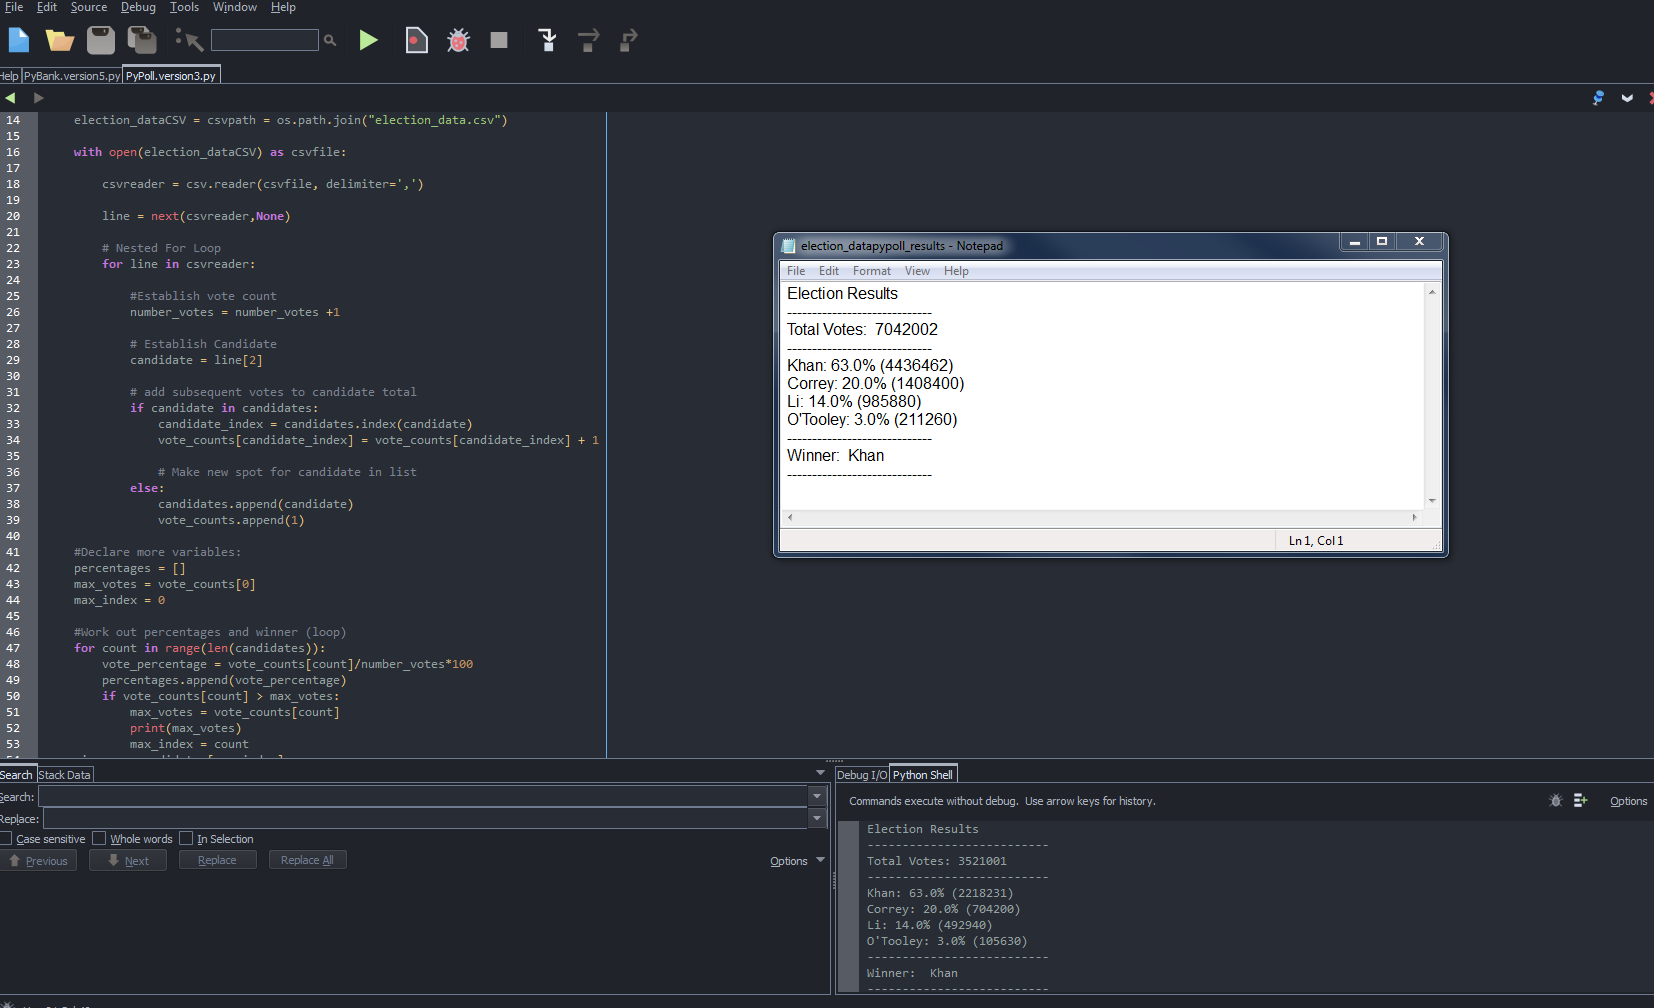 File Edit Source Debug Tools Window Help
Help PyBank.version5.py PyPoll.version3.py
14 election_dataCSV = csvpath = os.path.join("election_data.csv")
15
16 with open(election_dataCSV) as csvfile:
17
18 csvreader = csv.reader(csvfile, delimiter=',')
19
20 line = next(csvreader,None)
21
22 # Nested For Loop
23 for line in csvreader:
24
25 #Establish vote count
26 number_votes = number_votes +1
27
28 # Establish Candidate
29 candidate = line[2]
30
31 # add subsequent votes to candidate total
32 if candidate in candidates:
33 candidate_index = candidates.index(candidate)
34 vote_counts[candidate_index] = vote_counts[candidate_index] + 1
35
36 # Make new spot for candidate in list
37 else:
38 candidates.append(candidate)
39 vote_counts.append(1)
40
41 #Declare more variables:
42 percentages = []
43 max_votes = vote_counts[0]
44 max_index = 0
45
46 #Work out percentages and winner (loop)
47 for count in range(len(candidates)):
48 vote_percentage = vote_counts[count]/number_votes*100
49 percentages.append(vote_percentage)
50 if vote_counts[count] > max_votes:
51 max_votes = vote_counts[count]
52 print(max_votes)
53 max_index = count
election_datapypoll_results - Notepad
File Edit Format View Help
Election Results
-----------------------------
Total Votes:  7042002
-----------------------------
Khan: 63.0% (4436462)
Correy: 20.0% (1408400)
Li: 14.0% (985880)
O'Tooley: 3.0% (211260)
-----------------------------
Winner:  Khan
-----------------------------
Ln 1, Col 1
Search Stack Data
Search:
Replace:
Case sensitive Whole words In Selection
Previous Next Replace Replace All Options
Debug I/O Python Shell
Commands execute without debug.  Use arrow keys for history. Options
Election Results
--------------------------
Total Votes: 3521001
--------------------------
Khan: 63.0% (2218231)
Correy: 20.0% (704200)
Li: 14.0% (492940)
O'Tooley: 3.0% (105630)
--------------------------
Winner:  Khan
--------------------------